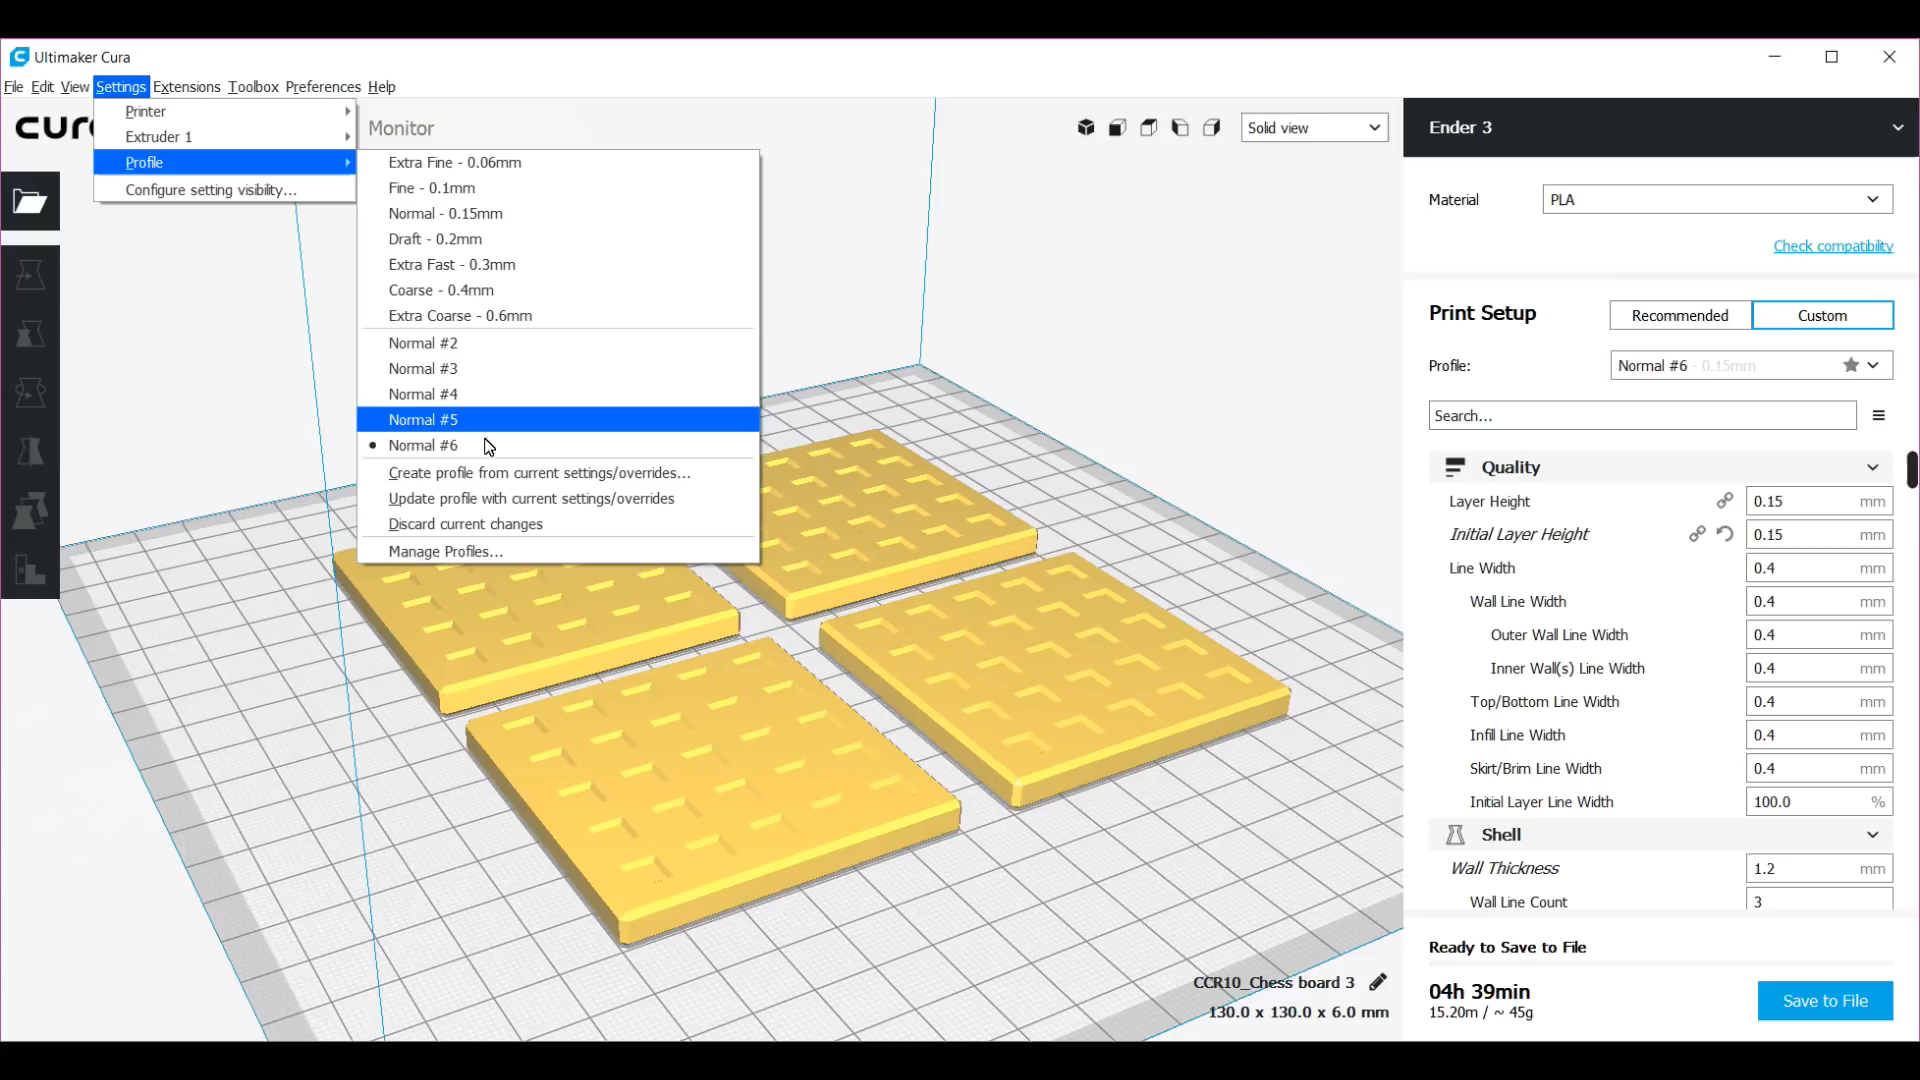 Ultimaker Cura
File Edit View Settings Extensions Toolbox Preferences Help
Printer
Extruder 1
Profile
Configure setting visibility...
Monitor
Extra Fine - 0.06mm
Fine - 0.1mm
Normal - 0.15mm
Draft - 0.2mm
Extra Fast - 0.3mm
Coarse - 0.4mm
Extra Coarse - 0.6mm
Normal #2
Normal #3
Normal #4
Normal #5
Normal #6
Create profile from current settings/overrides...
Update profile with current settings/overrides
Discard current changes
Manage Profiles...
Solid view
CCR10_Chess board 3
130.0 x 130.0 x 6.0 mm
Ender 3
Material PLA
Check compatibility
Print Setup Recommended Custom
Profile: Normal #6 - 0.15mm
Search...
Quality
Layer Height 0.15 mm
Initial Layer Height 0.15 mm
Line Width 0.4 mm
Wall Line Width 0.4 mm
Outer Wall Line Width 0.4 mm
Inner Wall(s) Line Width 0.4 mm
Top/Bottom Line Width 0.4 mm
Infill Line Width 0.4 mm
Skirt/Brim Line Width 0.4 mm
Initial Layer Line Width 100.0 %
Shell
Wall Thickness 1.2 mm
Wall Line Count 3
Ready to Save to File
04h 39min
15.20m / ~ 45g
Save to File